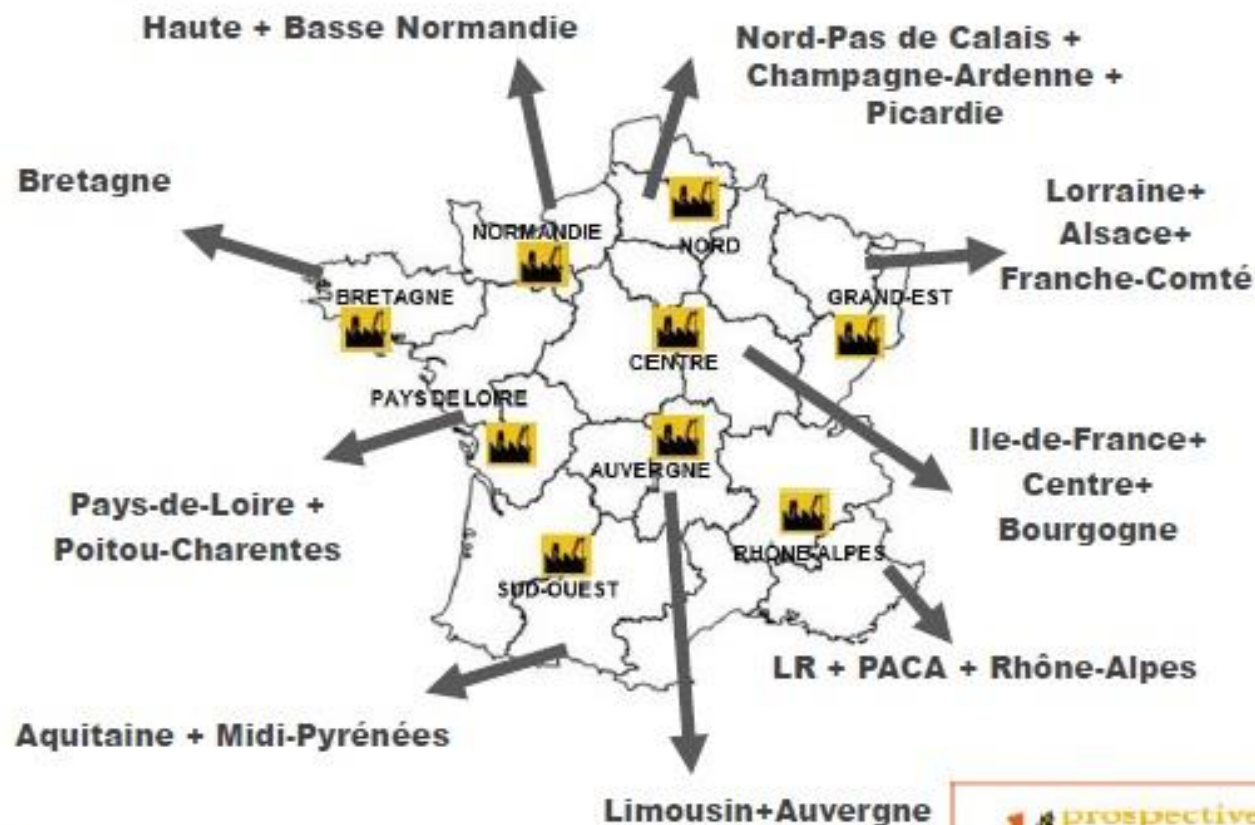 Haute + Basse Normandie
Nord-Pas de Calais +
Champagne-Ardenne +
Picardie
Bretagne
Lorraine+
Alsace+
Franche-Comté
NORMANDIE
NORD
BRETAGNE
GRAND-EST
CENTRE
PAYS DE LOIRE
AUVERGNE
Ile-de-France+
Centre+
Bourgogne
Pays-de-Loire +
Poitou-Charentes
RHÔNE-ALPES
SUD-OUEST
LR + PACA + Rhône-Alpes
Aquitaine + Midi-Pyrénées
Limousin+Auvergne
prospective